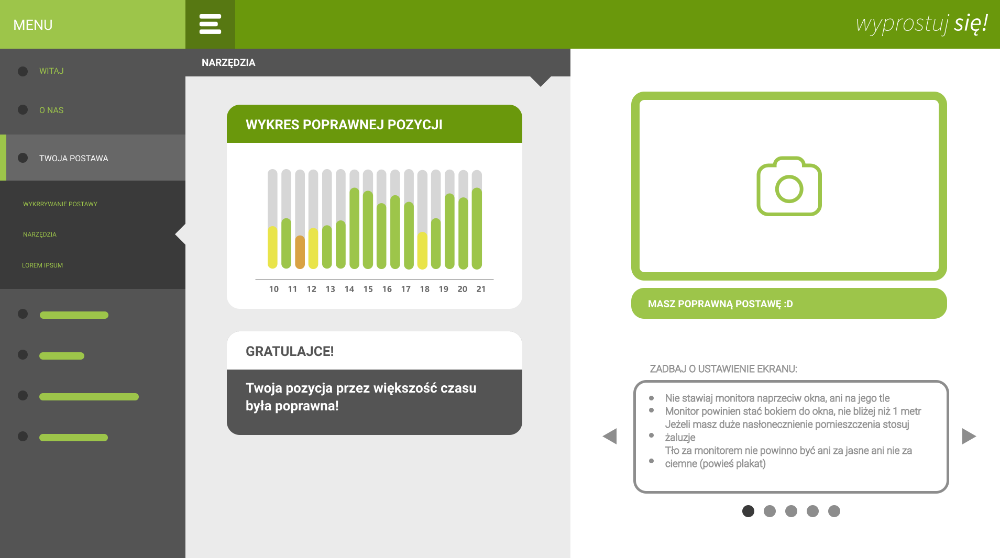 MENU
wyprostuj się!
WITAJ
O NAS
TWOJA POSTAWA
WYKRRYWANIE POSTAWY
NARZĘDZIA
LOREM IPSUM
NARZĘDZIA
WYKRES POPRAWNEJ POZYCJI
10 11 12 13 14 15 16 17 18 19 20 21
GRATULAJCE!
Twoja pozycja przez większość czasu
była poprawna!
MASZ POPRAWNĄ POSTAWĘ :D
ZADBAJ O USTAWIENIE EKRANU:
Nie stawiaj monitora naprzeciw okna, ani na jego tle
Monitor powinien stać bokiem do okna, nie bliżej niż 1 metr
Jeżeli masz duże nasłonecznienie pomieszczenia stosuj
żaluzje
Tło za monitorem nie powinno być ani za jasne ani nie za
ciemne (powieś plakat)